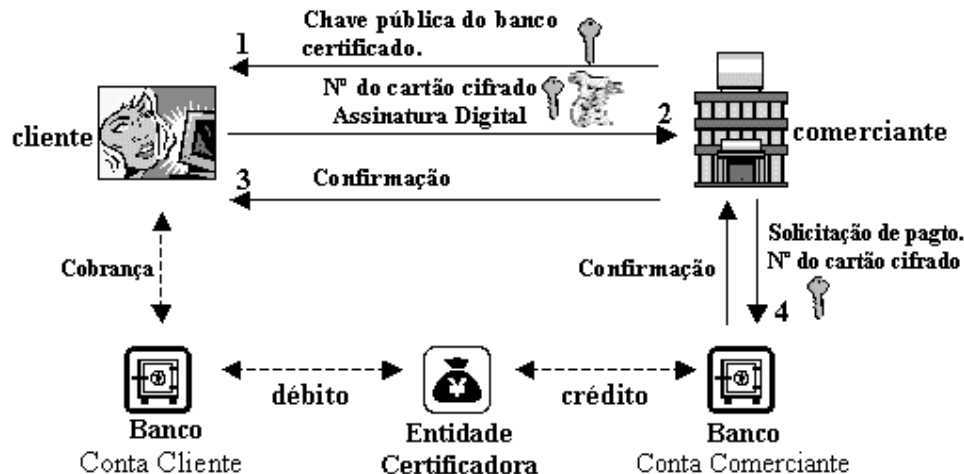 Chave pública do banco
certificado.
1
Nº do cartão cifrado
Assinatura Digital
2
cliente
comerciante
3
Confirmação
Solicitação de pagto.
Nº do cartão cifrado
Cobrança
Confirmação
4
débito
crédito
Banco
Conta Cliente
Entidade
Certificadora
Banco
Conta Comerciante